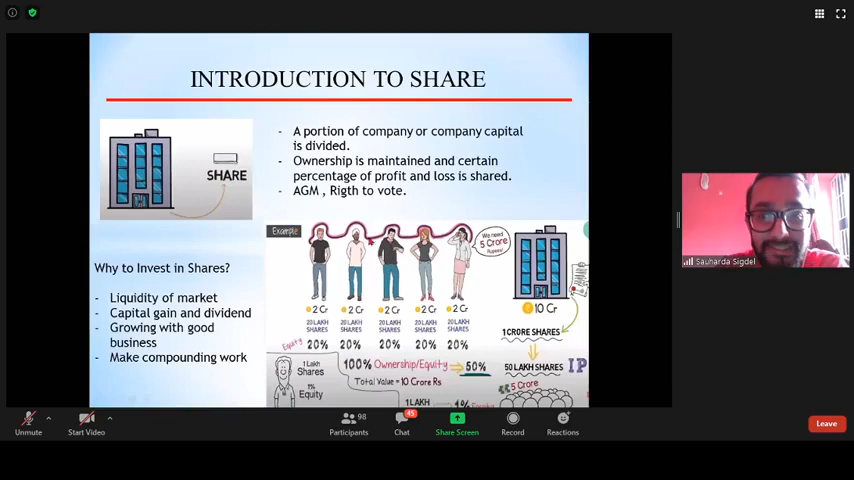 INTRODUCTION TO SHARE
SHARE
- A portion of company or company capital
is divided.
- Ownership is maintained and certain
percentage of profit and loss is shared.
- AGM , Rigth to vote.
Why to Invest in Shares?
- Liquidity of market
- Capital gain and dividend
- Growing with good
business
- Make compounding work
Example
We need
5 Crore
Rupees!
2 Cr 2 Cr 2 Cr 2 Cr 2 Cr
20 LAKH 20 LAKH 20 LAKH 20 LAKH 20 LAKH
SHARES SHARES SHARES SHARES SHARES
Equity 20% 20% 20% 20% 20%
10 Cr
1 CRORE SHARES
50 LAKH SHARES
IP
1 Lakh
Shares
1%
Equity
100% Ownership/Equity 50%
Total Value = 10 Crore Rs
5 Crore
1 LAKH 1% Equity
Sauharda Sigdel
Unmute
Start Video
98
Participants
45
Chat
Share Screen
Record
Reactions
Leave